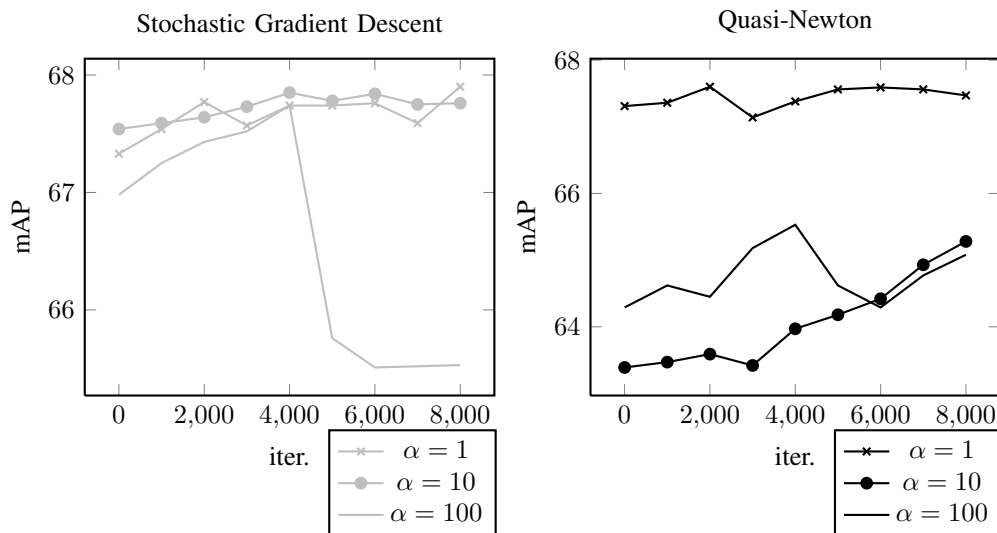 Stochastic Gradient Descent
68
67
66
mAP
0 2,000 4,000 6,000 8,000
iter.
α = 1
α = 10
α = 100
Quasi-Newton
68
66
64
mAP
0 2,000 4,000 6,000 8,000
iter.
α = 1
α = 10
α = 100